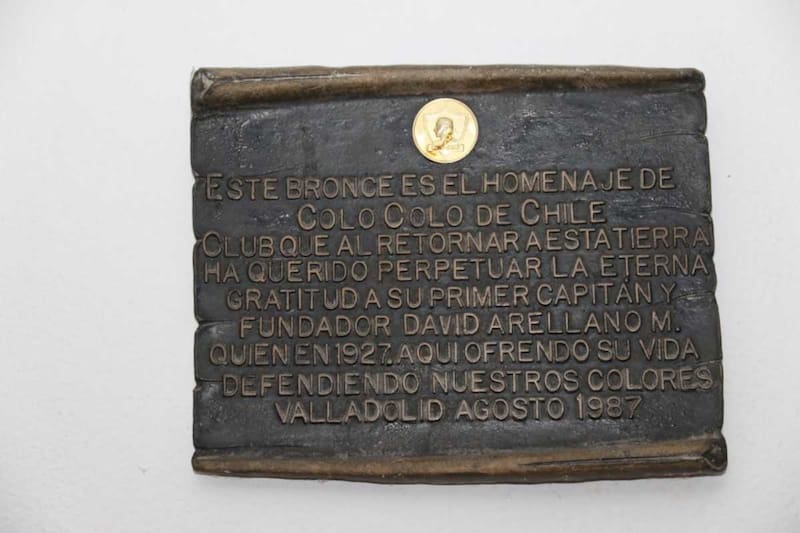 ESTE BRONCE ES EL HOMENAJE DE
COLO COLO DE CHILE
CLUB QUE AL RETORNAR A ESTA TIERRA
HA QUERIDO PERPETUAR LA ETERNA
GRATITUD A SU PRIMER CAPITÁN Y
FUNDADOR DAVID ARELLANO M.
QUIEN EN 1927, AQUI OFRENDO SU VIDA
DEFENDIENDO NUESTROS COLORES
VALLADOLID AGOSTO 1987